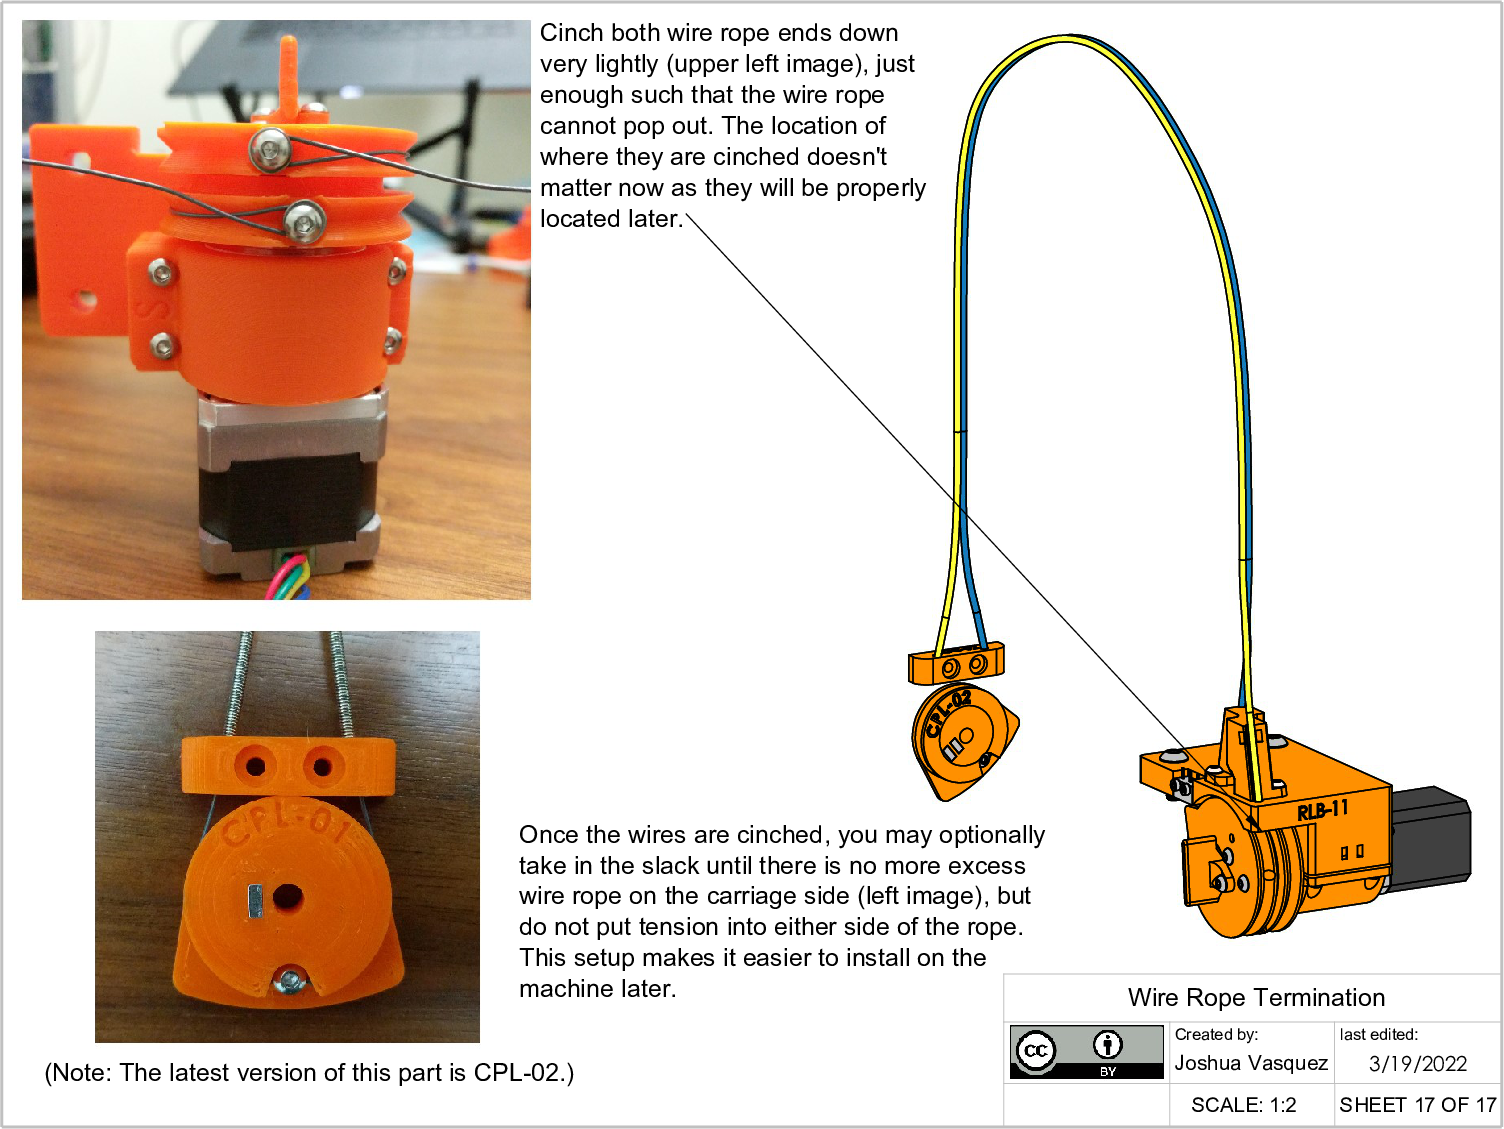 Cinch both wire rope ends down
very lightly (upper left image), just
enough such that the wire rope
cannot pop out. The location of
where they are cinched doesn't
matter now as they will be properly
located later.
S
CPL-02
RLB-11
CPL-01
Once the wires are cinched, you may optionally
take in the slack until there is no more excess
wire rope on the carriage side (left image), but
do not put tension into either side of the rope.
This setup makes it easier to install on the
machine later.
(Note: The latest version of this part is CPL-02.)
Wire Rope Termination
CC
BY
Created by:
Joshua Vasquez
last edited:
3/19/2022
SCALE: 1:2
SHEET 17 OF 17